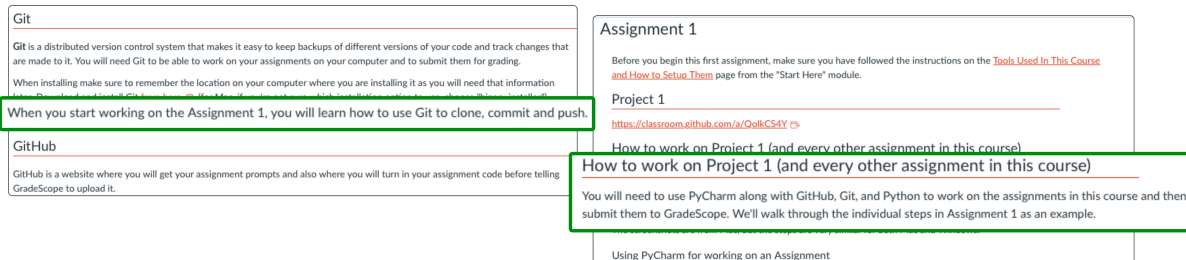 Git
Git is a distributed version control system that makes it easy to keep backups of different versions of your code and track changes that
are made to it. You will need Git to be able to work on your assignments on your computer and to submit them for grading.
When installing make sure to remember the location on your computer where you are installing it as you will need that information
When you start working on the Assignment 1, you will learn how to use Git to clone, commit and push.
GitHub
GitHub is a website where you will get your assignment prompts and also where you will turn in your assignment code before telling
GradeScope to upload it.
Assignment 1
Before you begin this first assignment, make sure you have followed the instructions on the Tools Used In This Course
and How to Setup Them page from the "Start Here" module.
Project 1
https://classroom.github.com/a/QolkCS4Y
How to work on Project 1 (and every other assignment in this course)
How to work on Project 1 (and every other assignment in this course)
You will need to use PyCharm along with GitHub, Git, and Python to work on the assignments in this course and then
submit them to GradeScope. We'll walk through the individual steps in Assignment 1 as an example.
Using PyCharm for working on an Assignment